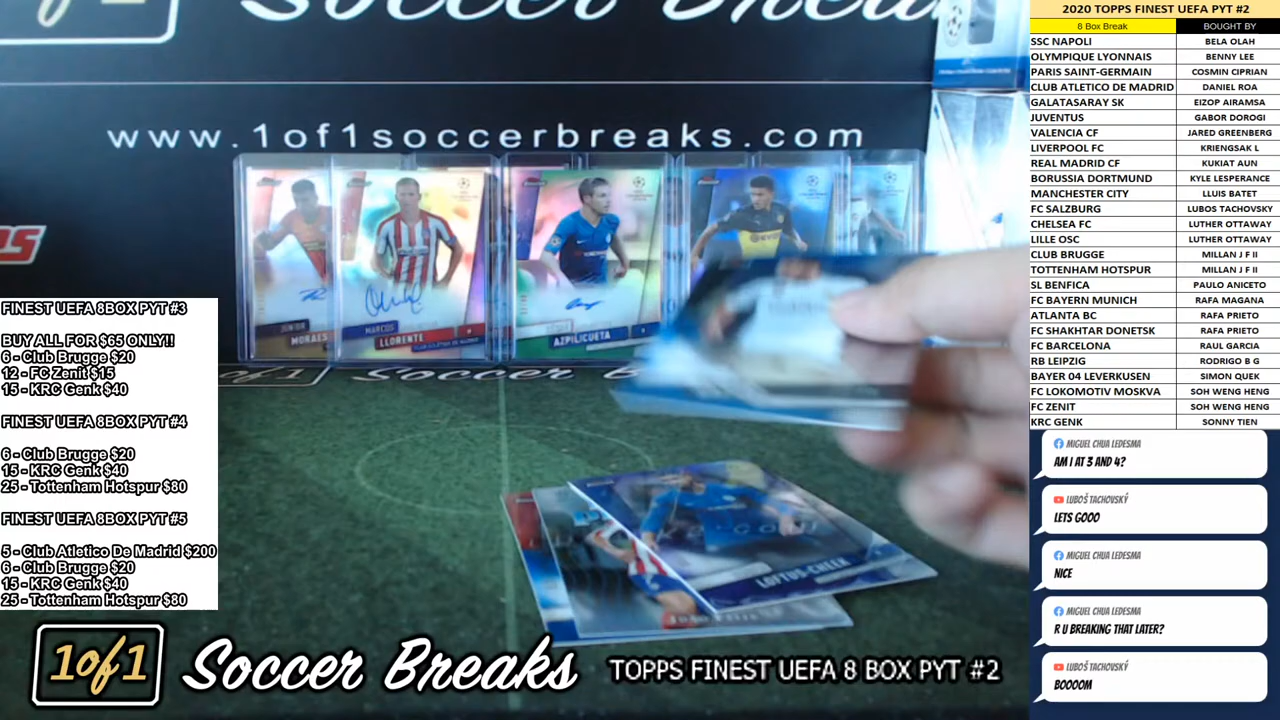 Soccer Breaks
www.1of1soccerbreaks.com
JÚNIOR
MORAES
MARCOS
LLORENTE
AZPILICUETA
of 1
Soccer
LOFTUS-CHEEK
FINEST UEFA 8BOX PYT #3
BUY ALL FOR $65 ONLY!!
6 - Club Brugge $20
12 - FC Zenit $15
15 - KRC Genk $40
FINEST UEFA 8BOX PYT #4
6 - Club Brugge $20
15 - KRC Genk $40
25 - Tottenham Hotspur $80
FINEST UEFA 8BOX PYT #5
5 - Club Atletico De Madrid $200
6 - Club Brugge $20
15 - KRC Genk $40
25 - Tottenham Hotspur $80
1of1 Soccer Breaks TOPPS FINEST UEFA 8 BOX PYT #2
2020 TOPPS FINEST UEFA PYT #2
8 Box Break BOUGHT BY
SSC NAPOLI BELA OLAH
OLYMPIQUE LYONNAIS BENNY LEE
PARIS SAINT-GERMAIN COSMIN CIPRIAN
CLUB ATLETICO DE MADRID DANIEL ROA
GALATASARAY SK EIZOP AIRAMSA
JUVENTUS GABOR DOROGI
VALENCIA CF JARED GREENBERG
LIVERPOOL FC KRIENGSAK L
REAL MADRID CF KUKIAT AUN
BORUSSIA DORTMUND KYLE LESPERANCE
MANCHESTER CITY LLUIS BATET
FC SALZBURG LUBOS TACHOVSKY
CHELSEA FC LUTHER OTTAWAY
LILLE OSC LUTHER OTTAWAY
CLUB BRUGGE MILLAN J F II
TOTTENHAM HOTSPUR MILLAN J F II
SL BENFICA PAULO ANICETO
FC BAYERN MUNICH RAFA MAGANA
ATLANTA BC RAFA PRIETO
FC SHAKHTAR DONETSK RAFA PRIETO
FC BARCELONA RAUL GARCIA
RB LEIPZIG RODRIGO B G
BAYER 04 LEVERKUSEN SIMON QUEK
FC LOKOMOTIV MOSKVA SOH WENG HENG
FC ZENIT SOH WENG HENG
KRC GENK SONNY TIEN
MIGUEL CHUA LEDESMA
AM I AT 3 AND 4?
LUBOŠ TACHOVSKÝ
LETS GOOO
MIGUEL CHUA LEDESMA
NICE
MIGUEL CHUA LEDESMA
R U BREAKING THAT LATER?
LUBOŠ TACHOVSKÝ
BOOOOM